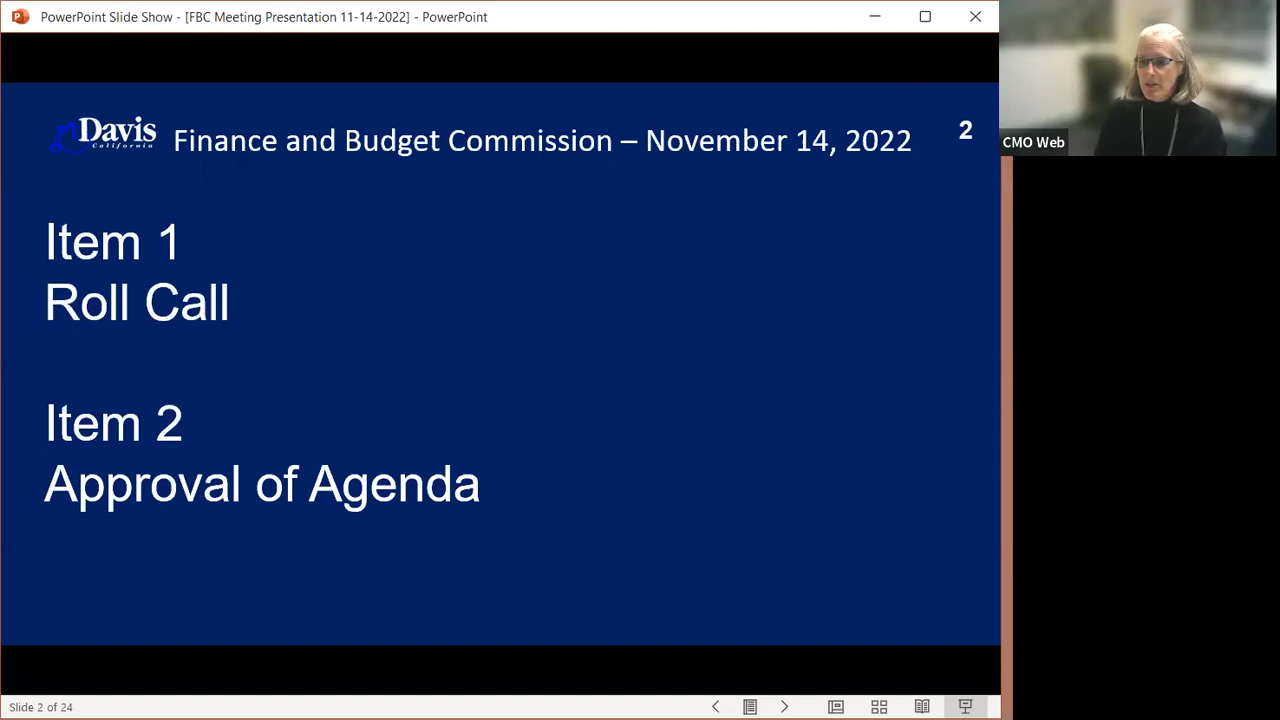 PowerPoint Slide Show - [FBC Meeting Presentation 11-14-2022] - PowerPoint
Davis
California
Finance and Budget Commission – November 14, 2022
2
CMO Web
Item 1
Roll Call
Item 2
Approval of Agenda
Slide 2 of 24